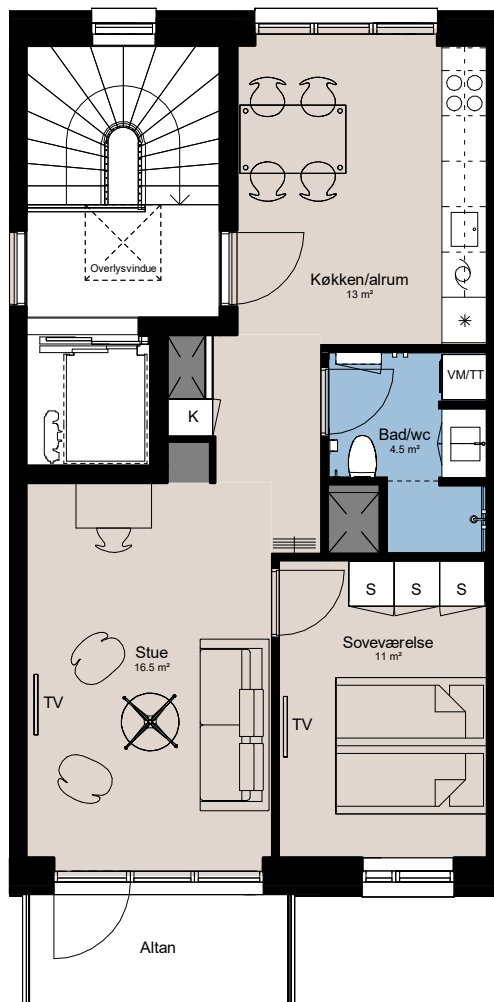 Overlysvindue
Køkken/alrum
13 m²
K
VM/TT
Bad/wc
4.5 m²
S S S
Stue
16.5 m²
Soveværelse
11 m²
TV
TV
Altan